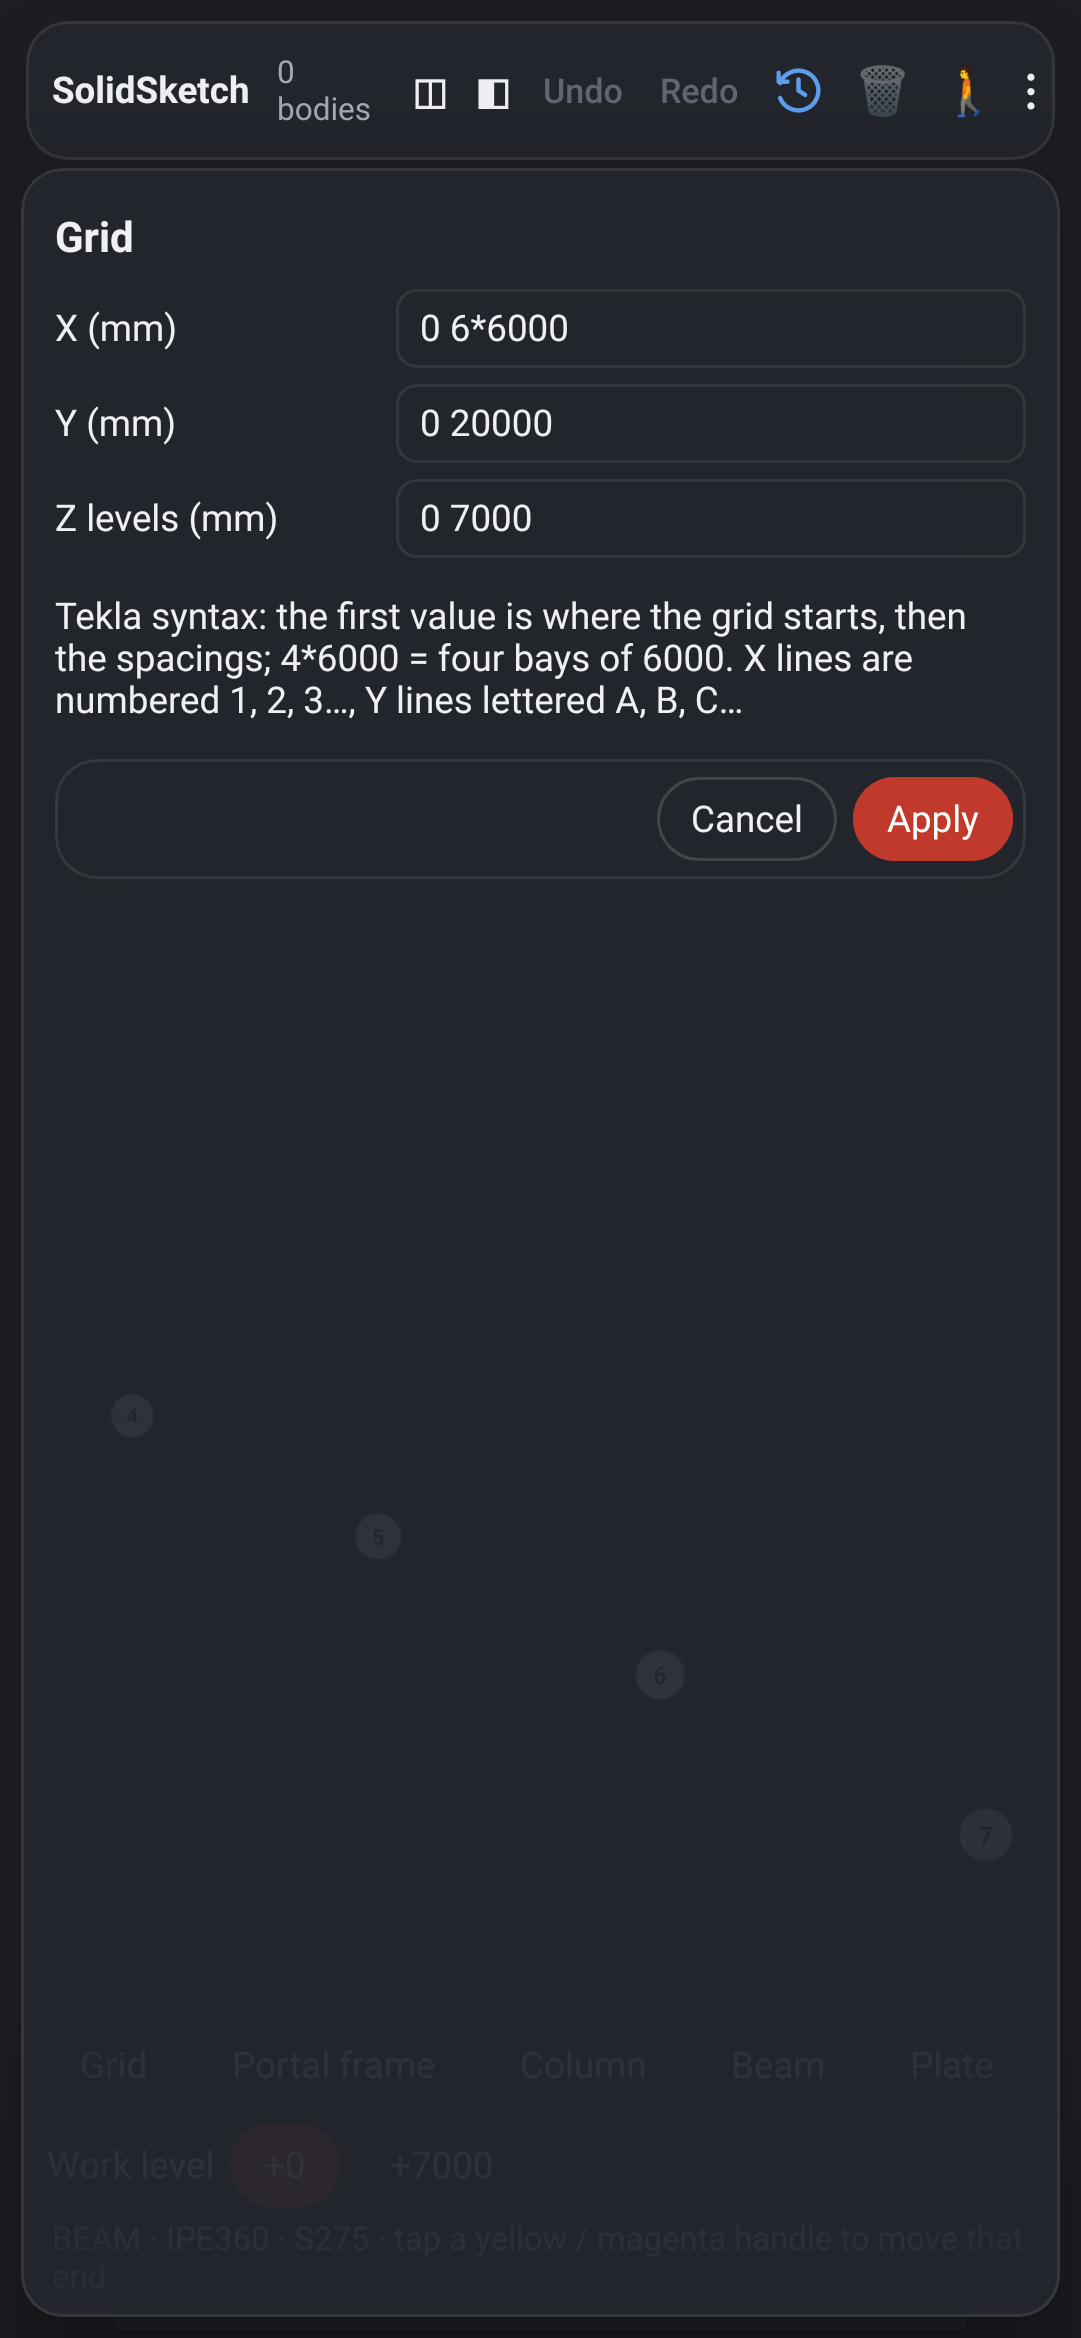 SolidSketch
0
bodies
Undo
Redo
Grid
X (mm)
0 6*6000
Y (mm)
0 20000
Z levels (mm)
0 7000
Tekla syntax: the first value is where the grid starts, then
the spacings; 4*6000 = four bays of 6000. X lines are
numbered 1, 2, 3..., Y lines lettered A, B, C...
Cancel
Apply
4
5
6
7
Grid
Portal frame
Column
Beam
Plate
Work level
+0
+7000
BEAM · IPE360 · S275 · tap a yellow / magenta handle to move that
end